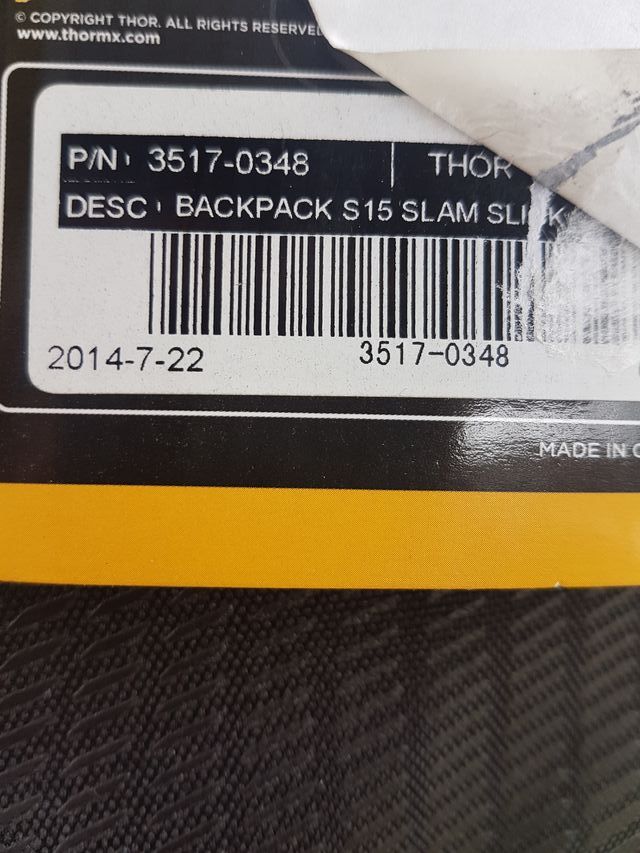 © COPYRIGHT THOR. ALL RIGHTS RESERVED
www.thormx.com
P/N: 3517-0348 THOR
DESC: BACKPACK S15 SLAM SLICK
2014-7-22 3517-0348
MADE IN